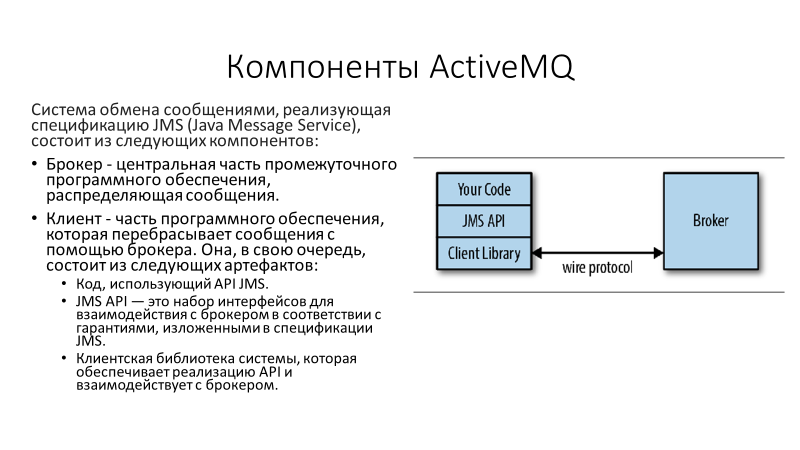 Компоненты ActiveMQ
Система обмена сообщениями, реализующая
спецификацию JMS (Java Message Service),
состоит из следующих компонентов:
• Брокер - центральная часть промежуточного
программного обеспечения,
распределяющая сообщения.
• Клиент - часть программного обеспечения,
которая перебрасывает сообщения с
помощью брокера. Она, в свою очередь,
состоит из следующих артефактов:
• Код, использующий API JMS.
• JMS API — это набор интерфейсов для
взаимодействия с брокером в соответствии с
гарантиями, изложенными в спецификации
JMS.
• Клиентская библиотека системы, которая
обеспечивает реализацию API и
взаимодействует с брокером.
Your Code
JMS API
Client Library
wire protocol
Broker